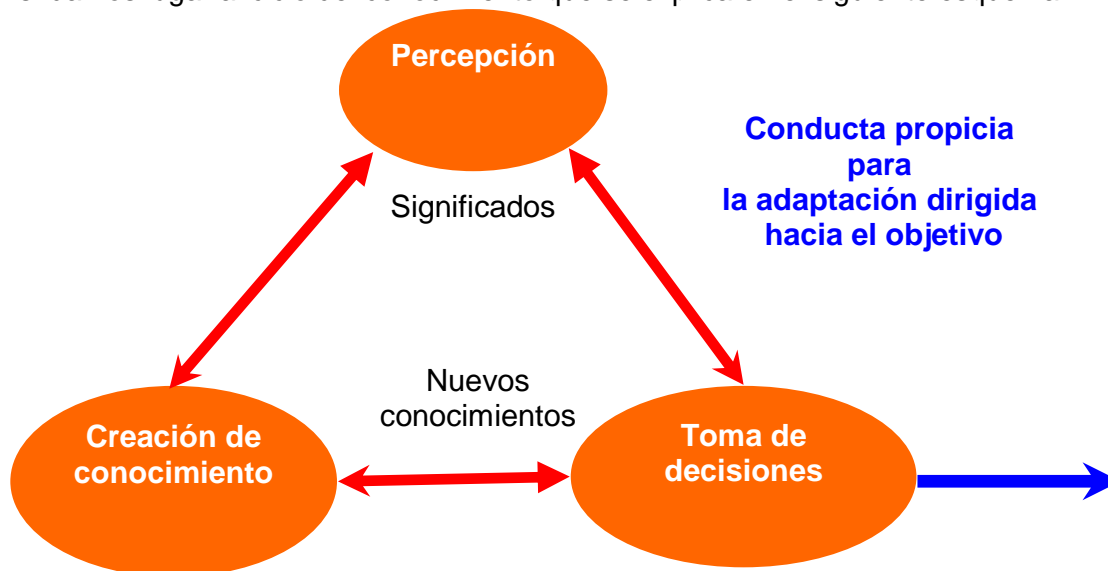 Percepción
Conducta propicia
para
la adaptación dirigida
hacia el objetivo
Significados
Nuevos
conocimientos
Creación de
conocimiento
Toma de
decisiones